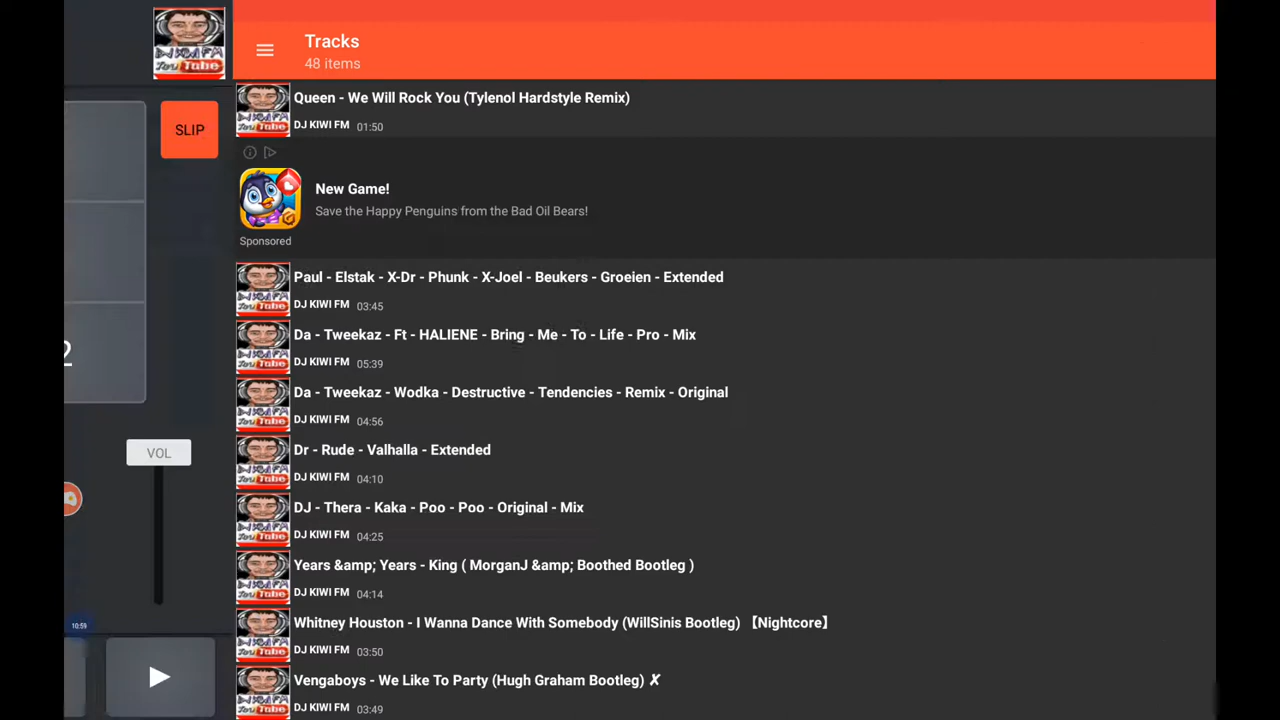 Tracks
48 items
SLIP
Queen - We Will Rock You (Tylenol Hardstyle Remix)
DJ KIWI FM 01:50
New Game!
Save the Happy Penguins from the Bad Oil Bears!
Sponsored
Paul - Elstak - X-Dr - Phunk - X-Joel - Beukers - Groeien - Extended
DJ KIWI FM 03:45
Da - Tweekaz - Ft - HALIENE - Bring - Me - To - Life - Pro - Mix
DJ KIWI FM 05:39
2
Da - Tweekaz - Wodka - Destructive - Tendencies - Remix - Original
DJ KIWI FM 04:56
VOL
Dr - Rude - Valhalla - Extended
DJ KIWI FM 04:10
DJ - Thera - Kaka - Poo - Poo - Original - Mix
DJ KIWI FM 04:25
Years &amp; Years - King ( MorganJ &amp; Boothed Bootleg )
DJ KIWI FM 04:14
10:59
Whitney Houston - I Wanna Dance With Somebody (WillSinis Bootleg) 【Nightcore】
DJ KIWI FM 03:50
Vengaboys - We Like To Party (Hugh Graham Bootleg) ✗
DJ KIWI FM 03:49